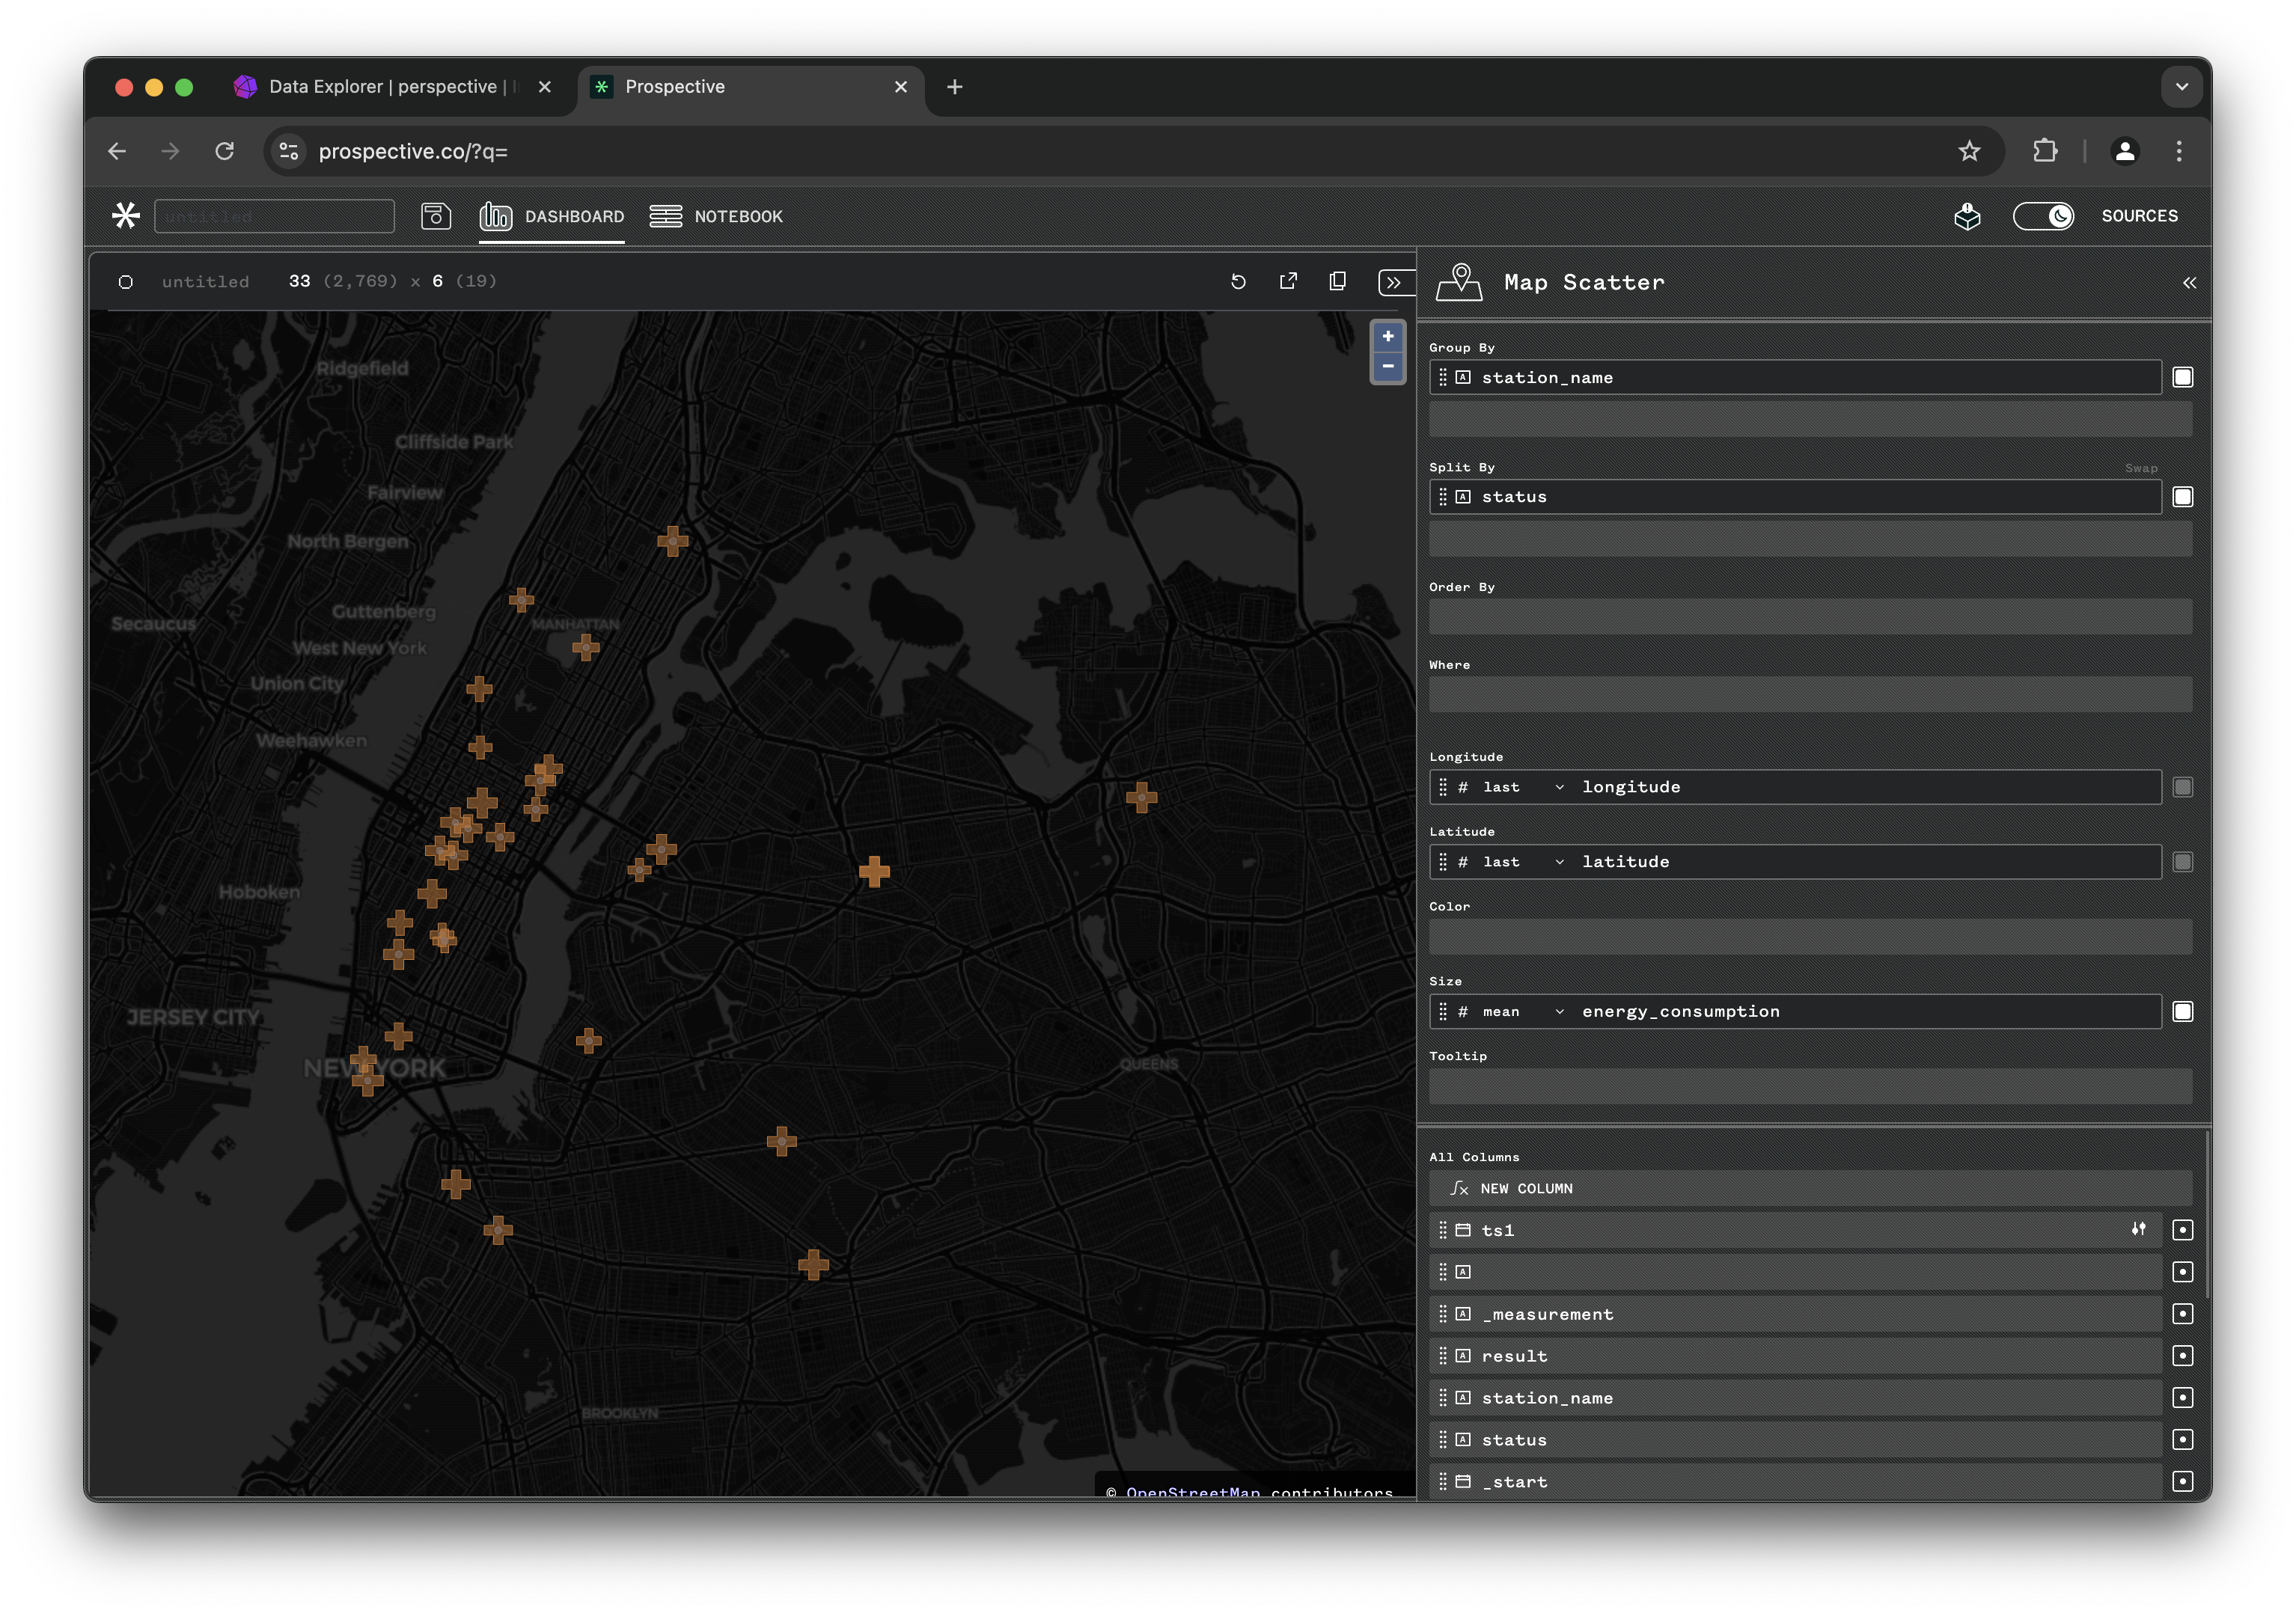 Data Explorer | perspective |
Prospective
prospective.co/?q=
untitled
DASHBOARD
NOTEBOOK
SOURCES
untitled 33 (2,769) x 6 (19)
Ridgefield
Cliffside Park
Fairview
North Bergen
Guttenberg
Secaucus
MANHATTAN
West New York
Union City
Weehawken
Hoboken
JERSEY CITY
NEW YORK
QUEENS
BROOKLYN
© OpenStreetMap contributors
Map Scatter
Group By
A station_name
Split By
Swap
A status
Order By
Where
Longitude
# last longitude
Latitude
# last latitude
Color
Size
# mean energy_consumption
Tooltip
All Columns
NEW COLUMN
ts1
A
A _measurement
A result
A station_name
A status
_start